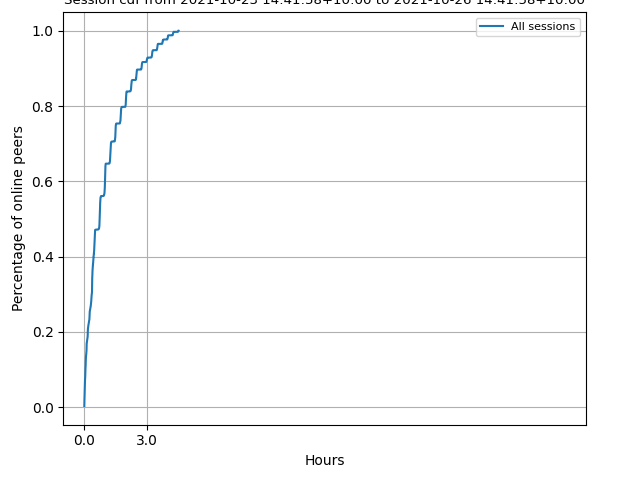 Session cdf from 2021-10-25 14:41:58+10:00 to 2021-10-26 14:41:58+10:00
All sessions
Percentage of online peers
1.0
0.8
0.6
0.4
0.2
0.0
0.0 3.0
Hours